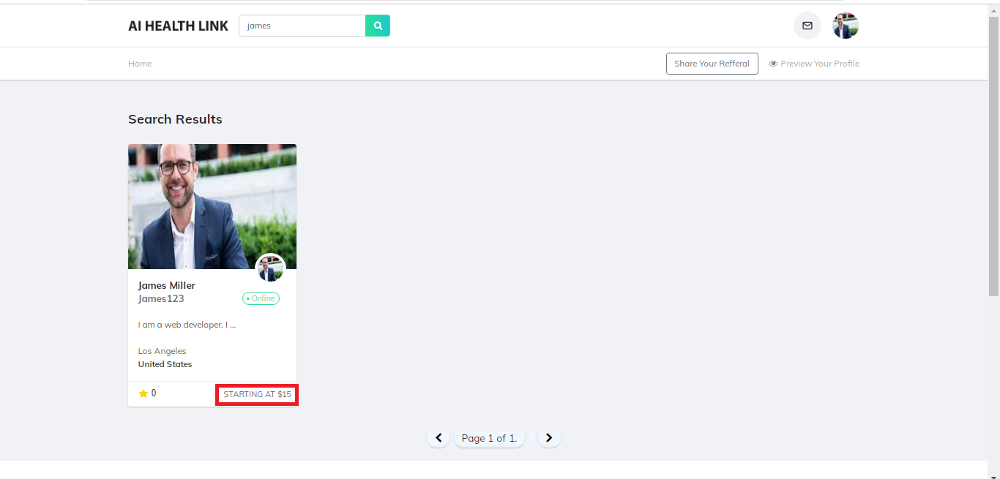 AI HEALTH LINK
james
Home
Share Your Refferal
Preview Your Profile
Search Results
James Miller
James123
• Online
I am a web developer. I ...
Los Angeles
United States
0
STARTING AT $15
Page 1 of 1.